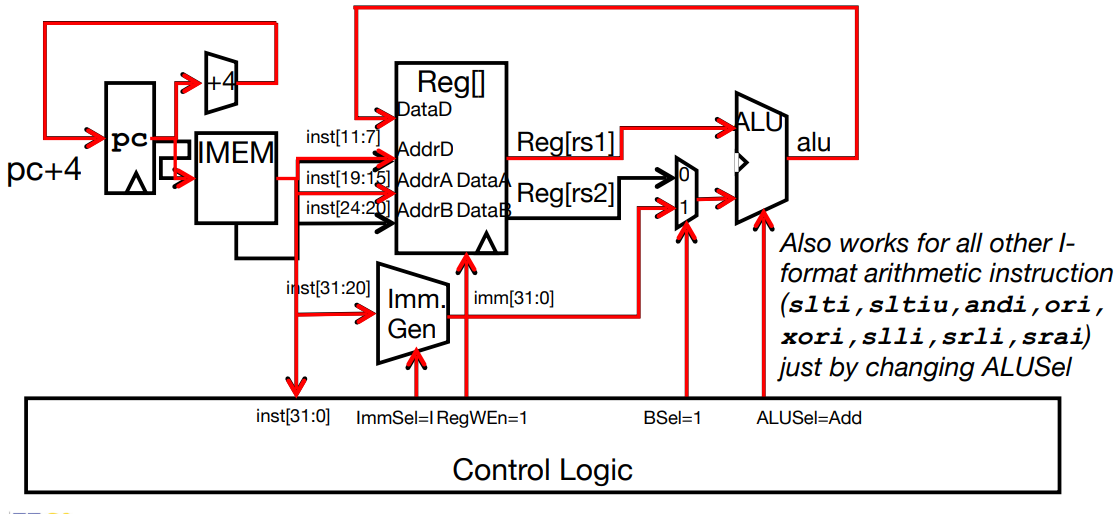 +4
Reg[]
DataD
pc
IMEM
inst[11:7]
AddrD
Reg[rs1]
ALU
alu
pc+4
inst[19:15]
AddrA DataA
0
inst[24:20]
AddrB DataB
Reg[rs2]
1
Also works for all other I-
format arithmetic instruction
(slti,sltiu,andi,ori,
xori,slli,srli,srai)
just by changing ALUSel
inst[31:20]
Imm.
Gen
imm[31:0]
inst[31:0]
ImmSel=I
RegWEn=1
BSel=1
ALUSel=Add
Control Logic